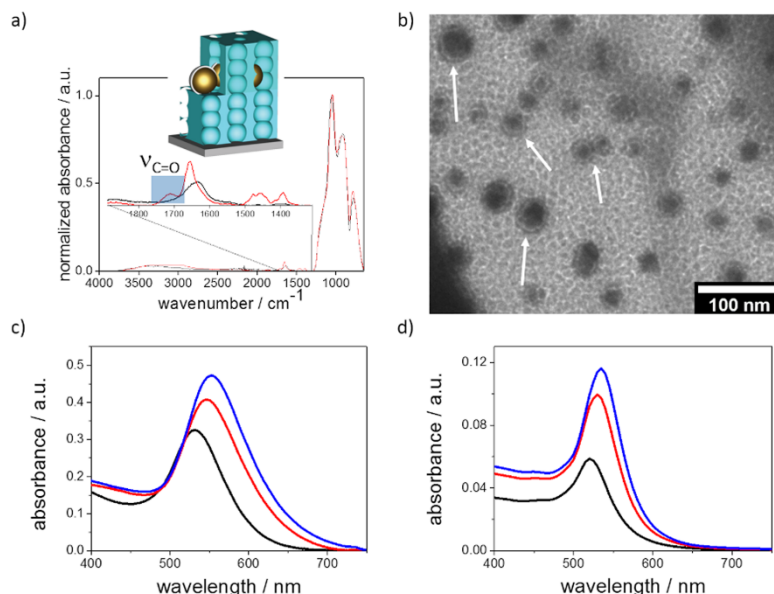 a)
normalized absorbance / a.u.
1.0
0.5
0.0
νC=O
1800 1700 1600 1500 1400
4000 3500 3000 2500 2000 1500 1000
wavenumber / cm-1
b)
100 nm
c)
absorbance / a.u.
0.5
0.4
0.3
0.2
0.1
0.0
400 500 600 700
wavelength / nm
d)
absorbance / a.u.
0.12
0.08
0.04
0.00
400 500 600 700
wavelength / nm